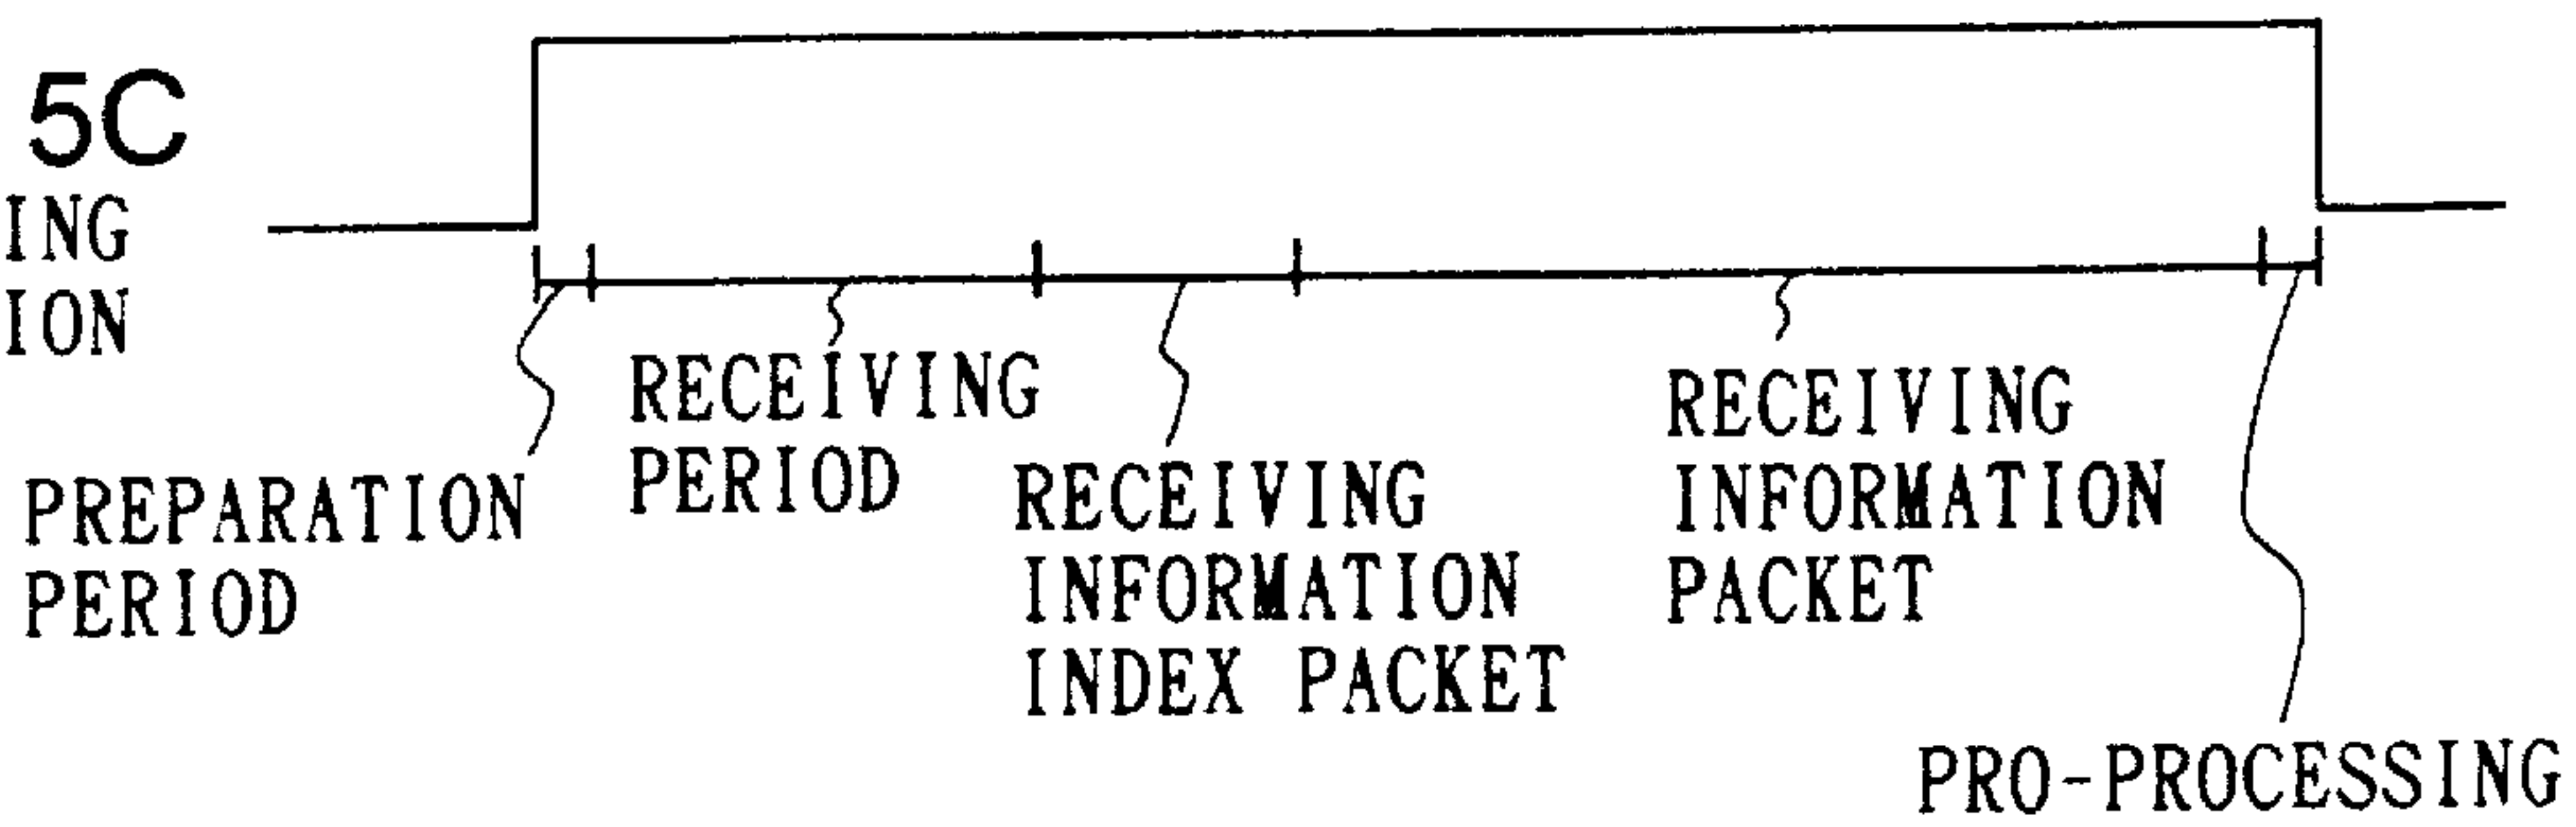 5C
ING
ION
PREPARATION
PERIOD
RECEIVING
PERIOD
RECEIVING
INFORMATION
INDEX PACKET
RECEIVING
INFORMATION
PACKET
PRO-PROCESSING